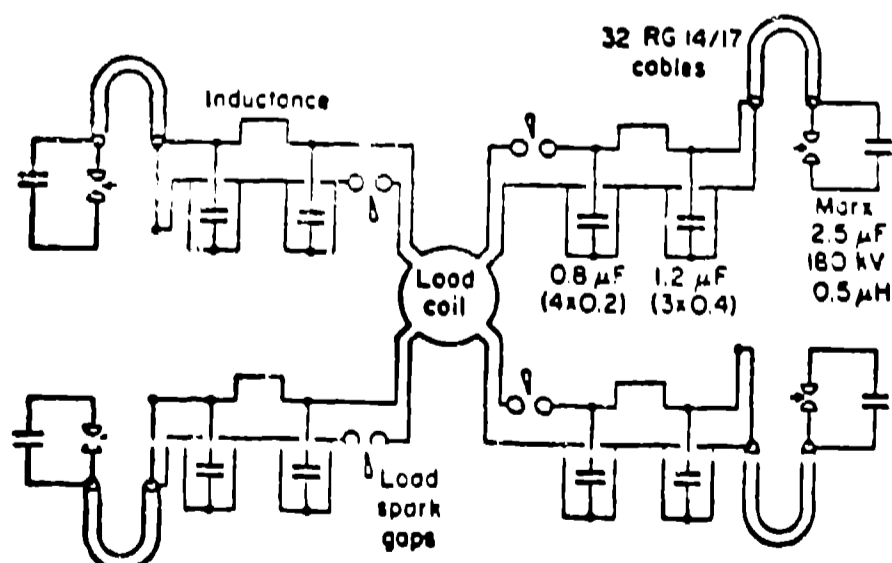 32 RG 14/17
cables
Inductance
Marx
2.5 μF
180 kV
0.5 μH
Load
coil
0.8 μF
(4x0.2)
1.2 μF
(3x0.4)
Load
spark
gaps